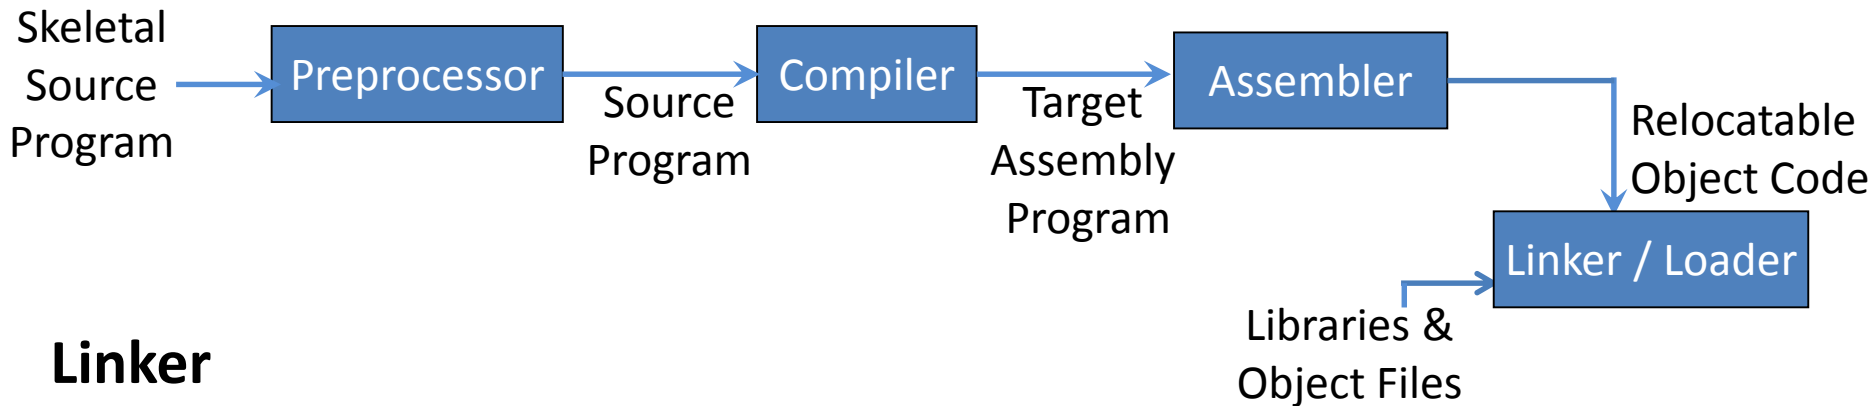 Skeletal
Source
Program
Preprocessor
Source
Program
Compiler
Target
Assembly
Program
Assembler
Relocatable
Object Code
Linker / Loader
Libraries &
Object Files
Linker